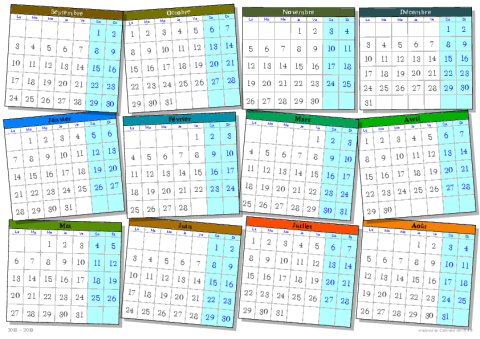 Septembre
Lu Ma Me Je Ve Sa Di
1 2
3 4 5 6 7 8 9
10 11 12 13 14 15 16
17 18 19 20 21 22 23
24 25 26 27 28 29 30
Octobre
Lu Ma Me Je Ve Sa Di
1 2 3 4 5 6 7
8 9 10 11 12 13 14
15 16 17 18 19 20 21
22 23 24 25 26 27 28
29 30 31
Novembre
Lu Ma Me Je Ve Sa Di
1 2 3 4
5 6 7 8 9 10 11
12 13 14 15 16 17 18
19 20 21 22 23 24 25
26 27 28 29 30
Décembre
Lu Ma Me Je Ve Sa Di
1 2
3 4 5 6 7 8 9
10 11 12 13 14 15 16
17 18 19 20 21 22 23
24 25 26 27 28 29 30
31
Janvier
Lu Ma Me Je Ve Sa Di
1 2 3 4 5 6
7 8 9 10 11 12 13
14 15 16 17 18 19 20
21 22 23 24 25 26 27
28 29 30 31
Février
Lu Ma Me Je Ve Sa Di
1 2 3
4 5 6 7 8 9 10
11 12 13 14 15 16 17
18 19 20 21 22 23 24
25 26 27 28
Mars
Lu Ma Me Je Ve Sa Di
1 2 3
4 5 6 7 8 9 10
11 12 13 14 15 16 17
18 19 20 21 22 23 24
25 26 27 28 29 30 31
Avril
Lu Ma Me Je Ve Sa Di
1 2 3 4 5 6 7
8 9 10 11 12 13 14
15 16 17 18 19 20 21
22 23 24 25 26 27 28
29 30
Mai
Lu Ma Me Je Ve Sa Di
1 2 3 4 5
6 7 8 9 10 11 12
13 14 15 16 17 18 19
20 21 22 23 24 25 26
27 28 29 30 31
Juin
Lu Ma Me Je Ve Sa Di
1 2
3 4 5 6 7 8 9
10 11 12 13 14 15 16
17 18 19 20 21 22 23
24 25 26 27 28 29 30
Juillet
Lu Ma Me Je Ve Sa Di
1 2 3 4 5 6 7
8 9 10 11 12 13 14
15 16 17 18 19 20 21
22 23 24 25 26 27 28
29 30 31
Août
Lu Ma Me Je Ve Sa Di
1 2 3 4
5 6 7 8 9 10 11
12 13 14 15 16 17 18
19 20 21 22 23 24 25
26 27 28 29 30 31
2018 - 2019